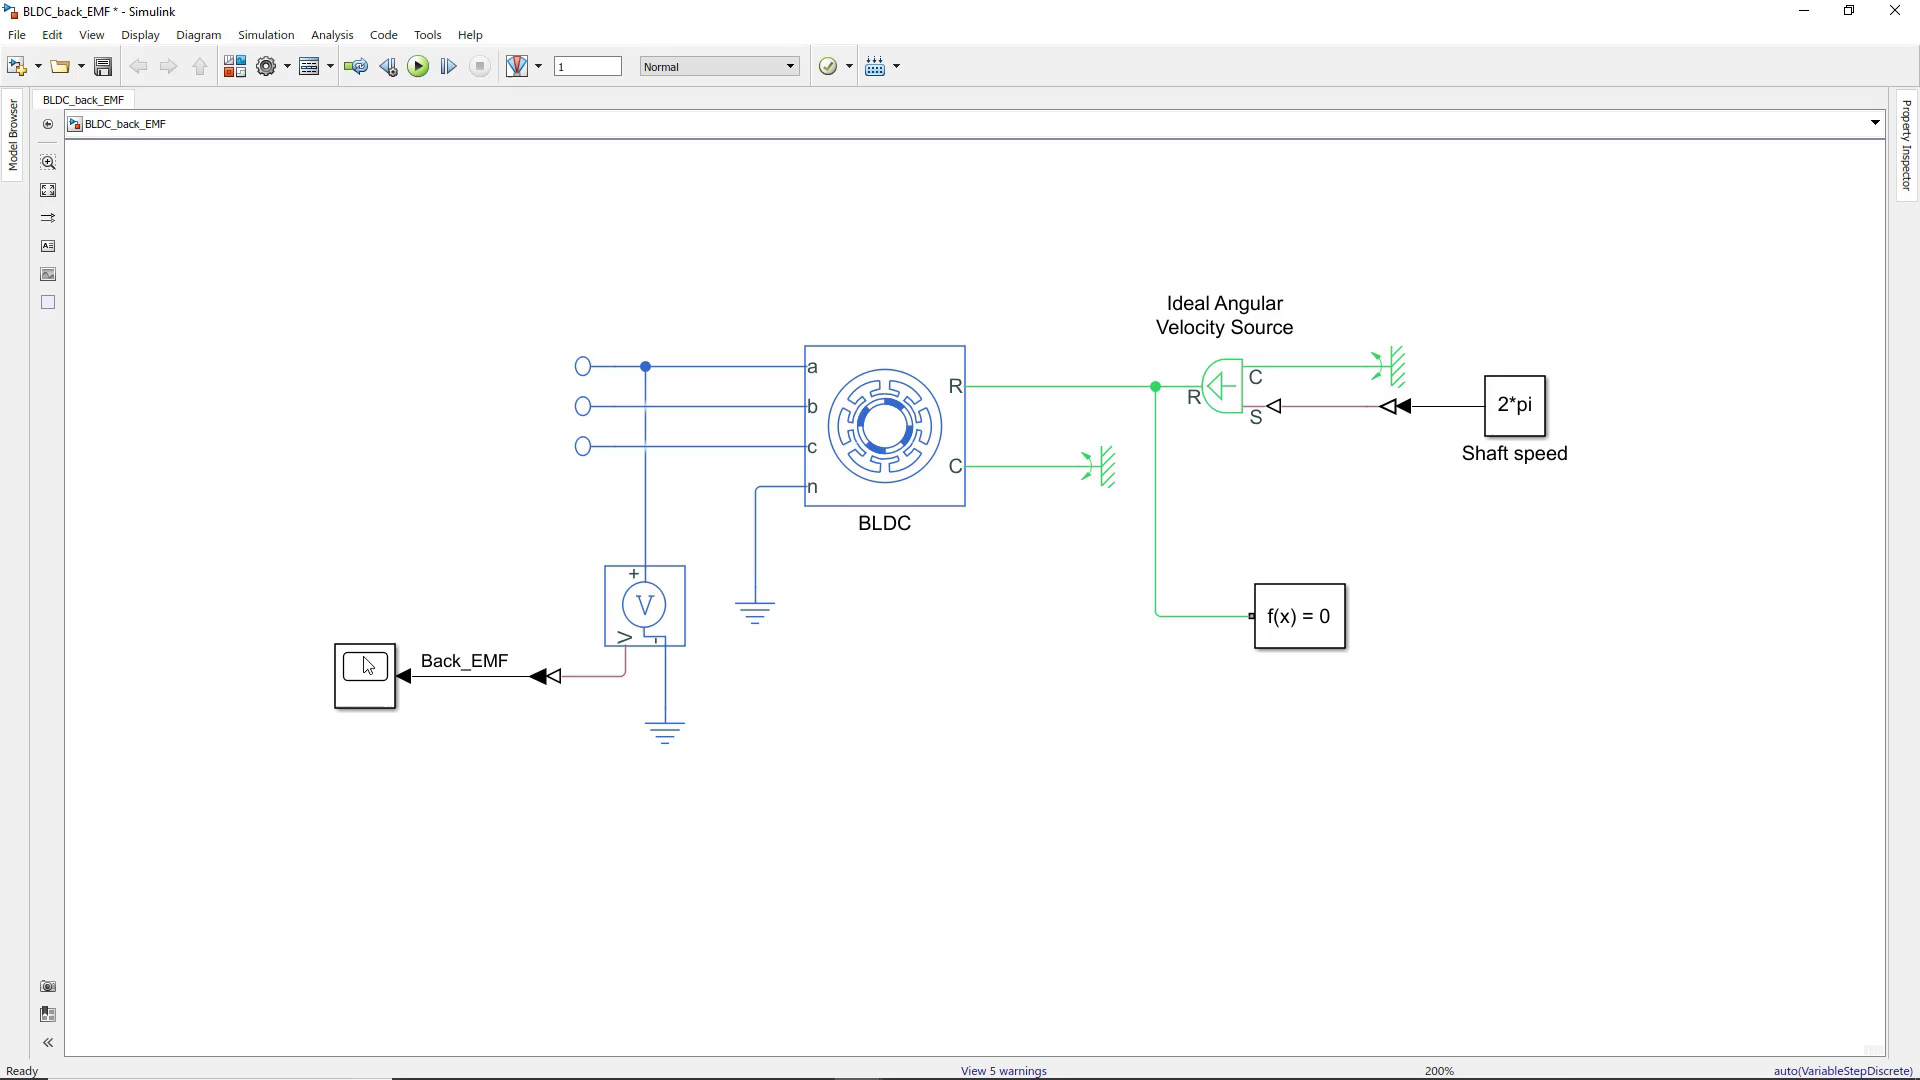 BLDC_back_EMF * - Simulink
File Edit View Display Diagram Simulation Analysis Code Tools Help
1
Normal
Model Browser
BLDC_back_EMF
BLDC_back_EMF
Property Inspector
Ideal Angular
Velocity Source
a
b
c
n
R
C
BLDC
C
R
S
2*pi
Shaft speed
+
V
V
-
f(x) = 0
Back_EMF
Ready
View 5 warnings
200%
auto(VariableStepDiscrete)